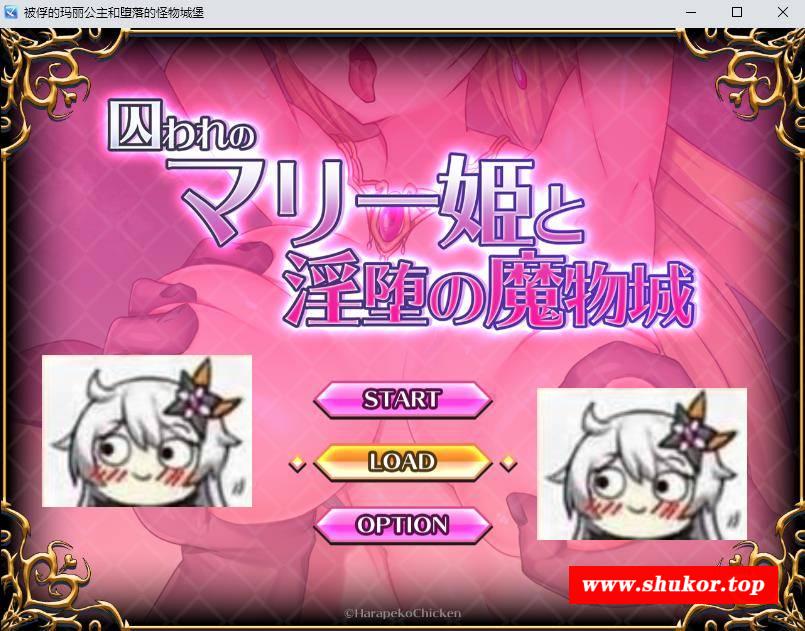 被俘的玛丽公主和堕落的怪物城堡
囚われの
マリー姫と
淫堕の魔物城
START
LOAD
OPTION
www.shukor.top
©HarapekoChicken